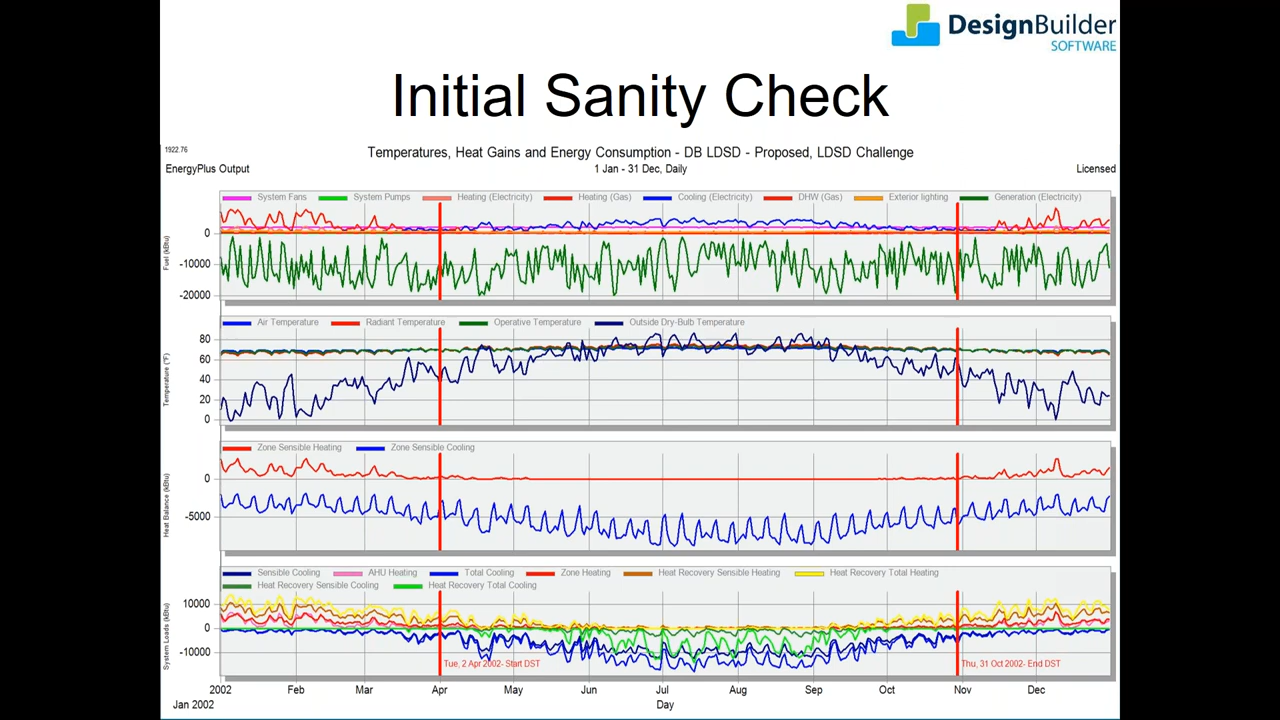 DesignBuilder
SOFTWARE
Initial Sanity Check
1922.76
Temperatures, Heat Gains and Energy Consumption - DB LDSD - Proposed, LDSD Challenge
EnergyPlus Output
1 Jan - 31 Dec, Daily
Licensed
System Fans System Pumps Heating (Electricity) Heating (Gas) Cooling (Electricity) DHW (Gas) Exterior lighting Generation (Electricity)
Fuel (kBtu)
0
-10000
-20000
Air Temperature Radiant Temperature Operative Temperature Outside Dry-Bulb Temperature
Temperature (°F)
80
60
40
20
0
Zone Sensible Heating Zone Sensible Cooling
Heat Balance (kBtu)
0
-5000
Sensible Cooling AHU Heating Total Cooling Zone Heating Heat Recovery Sensible Heating Heat Recovery Total Heating
Heat Recovery Sensible Cooling Heat Recovery Total Cooling
System Loads (kBtu)
10000
0
-10000
Tue, 2 Apr 2002- Start DST
Thu, 31 Oct 2002- End DST
2002 Feb Mar Apr May Jun Jul Aug Sep Oct Nov Dec
Jan 2002
Day